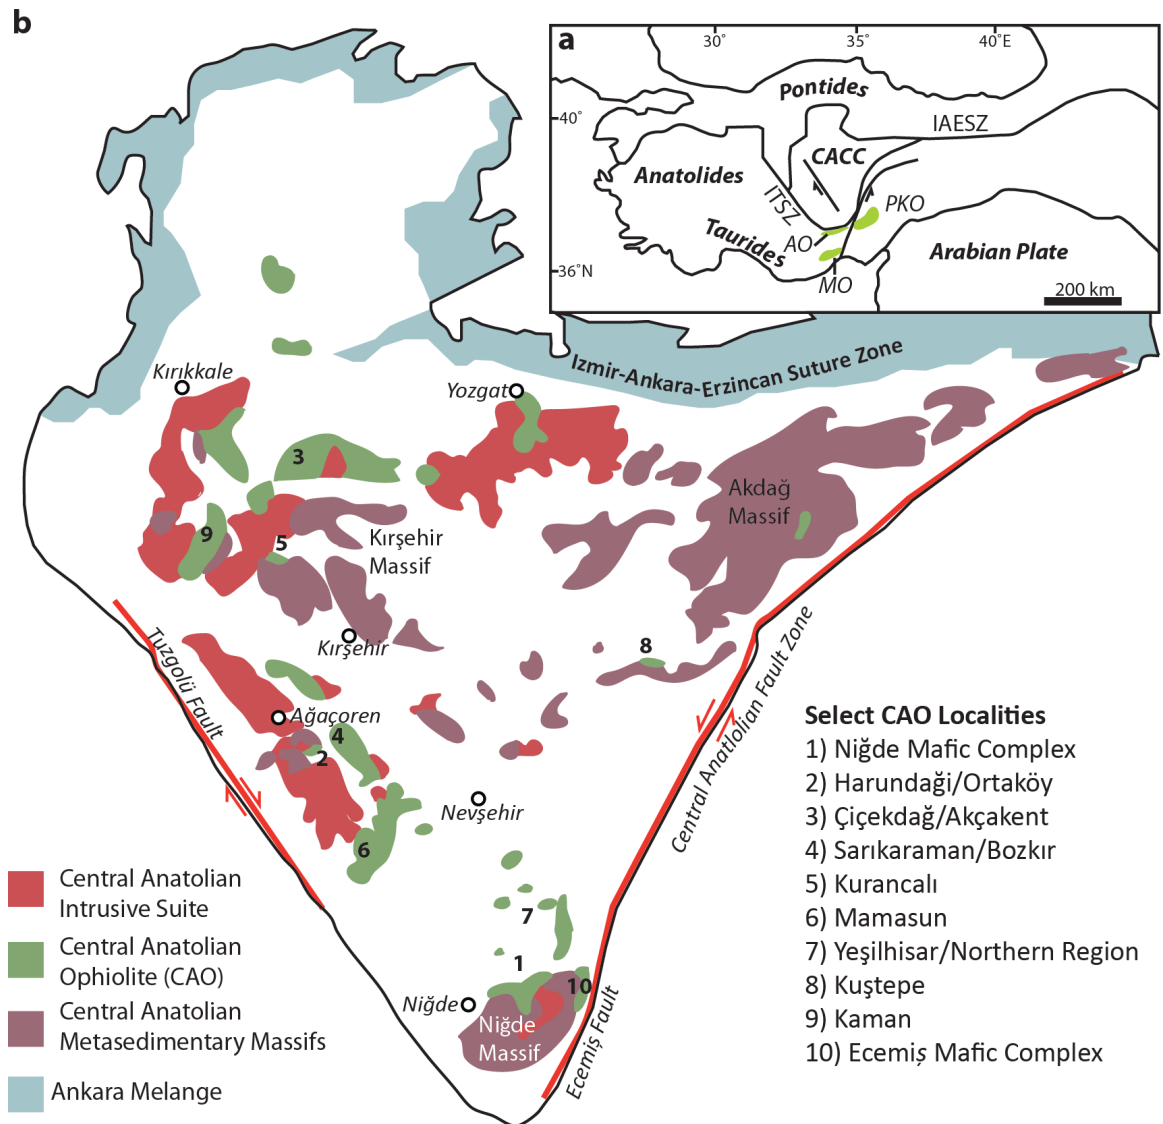 b
a
30°
35°
40°E
40°
36°N
Pontides
IAESZ
CACC
Anatolides
ITSZ
PKO
Taurides
AO
Arabian Plate
MO
200 km
Izmir-Ankara-Erzincan Suture Zone
Kırıkkale
Yozgat
3
Akdağ
Massif
9
5
Kırşehir
Massif
Kırşehir
8
Tuzgolü Fault
Ağaçoren
4
2
Central Anatlolian Fault Zone
Nevşehir
6
7
1
10
Niğde
Niğde
Massif
Ecemiş Fault
Select CAO Localities
1) Niğde Mafic Complex
2) Harundaği/Ortaköy
3) Çiçekdağ/Akçakent
4) Sarıkaraman/Bozkır
5) Kurancalı
6) Mamasun
7) Yeşilhisar/Northern Region
8) Kuştepe
9) Kaman
10) Ecemiş Mafic Complex
Central Anatolian
Intrusive Suite
Central Anatolian
Ophiolite (CAO)
Central Anatolian
Metasedimentary Massifs
Ankara Melange